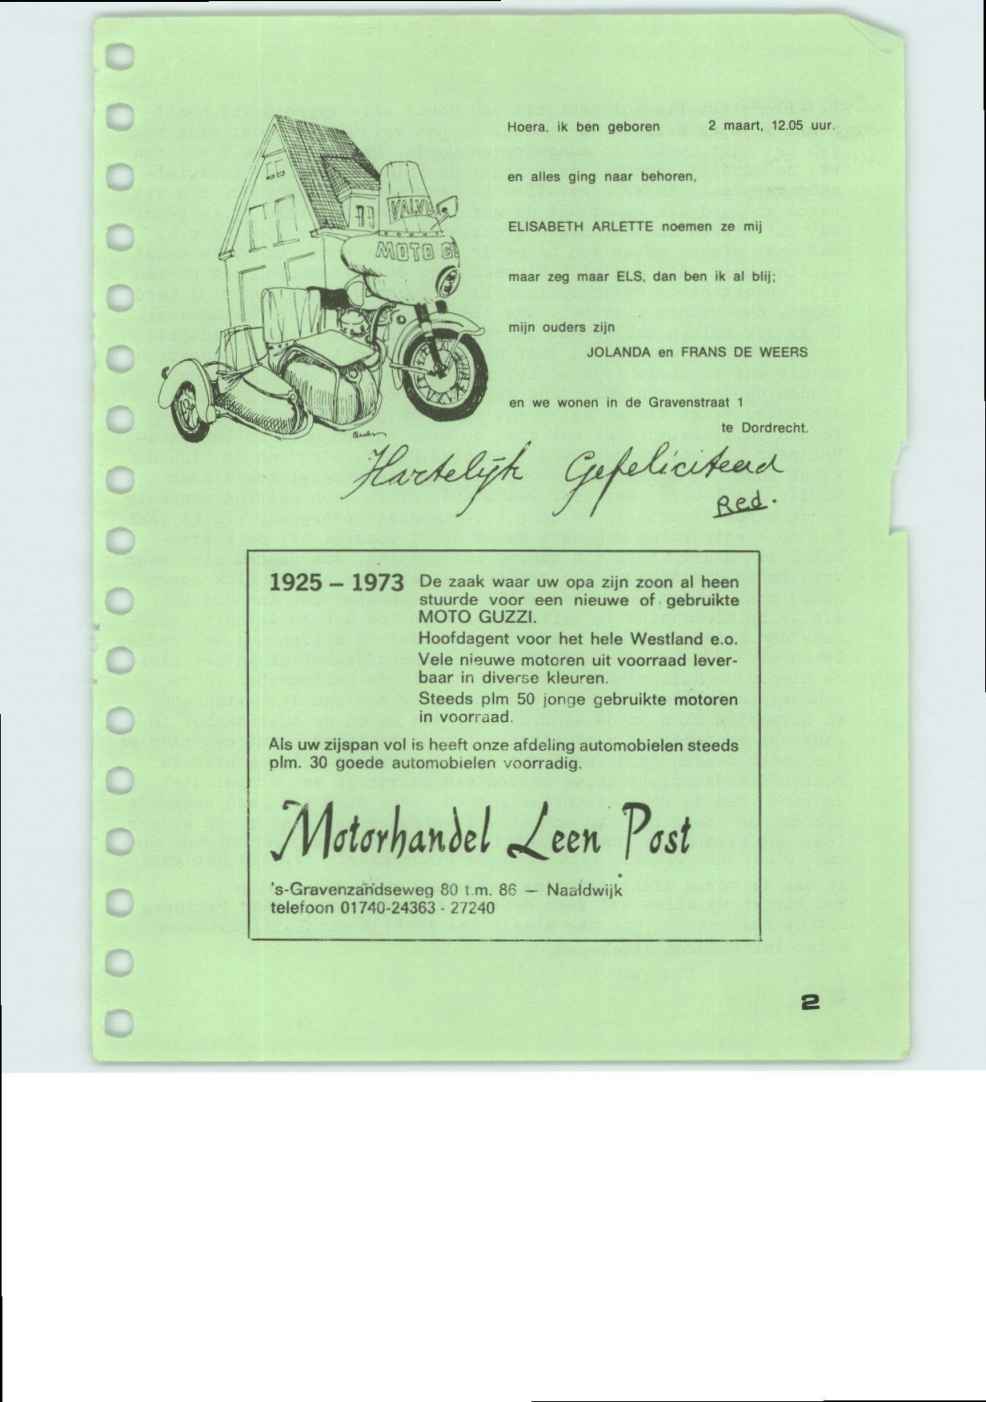 VALVE
MOTO G
Hoera, ik ben geboren 2 maart, 12.05 uur.
en alles ging naar behoren,
ELISABETH ARLETTE noemen ze mij
maar zeg maar ELS, dan ben ik al blij;
mijn ouders zijn
JOLANDA en FRANS DE WEERS
en we wonen in de Gravenstraat 1
te Dordrecht.
Hartelijk Gefeliciteerd
Red.
1925 – 1973 De zaak waar uw opa zijn zoon al heen
stuurde voor een nieuwe of gebruikte
MOTO GUZZI.
Hoofdagent voor het hele Westland e.o.
Vele nieuwe motoren uit voorraad lever-
baar in diverse kleuren.
Steeds plm 50 jonge gebruikte motoren
in voorraad.
Als uw zijspan vol is heeft onze afdeling automobielen steeds
plm. 30 goede automobielen voorradig.
Motorhandel Leen Post
's-Gravenzandseweg 80 t.m. 86 — Naaldwijk
telefoon 01740-24363 - 27240
2